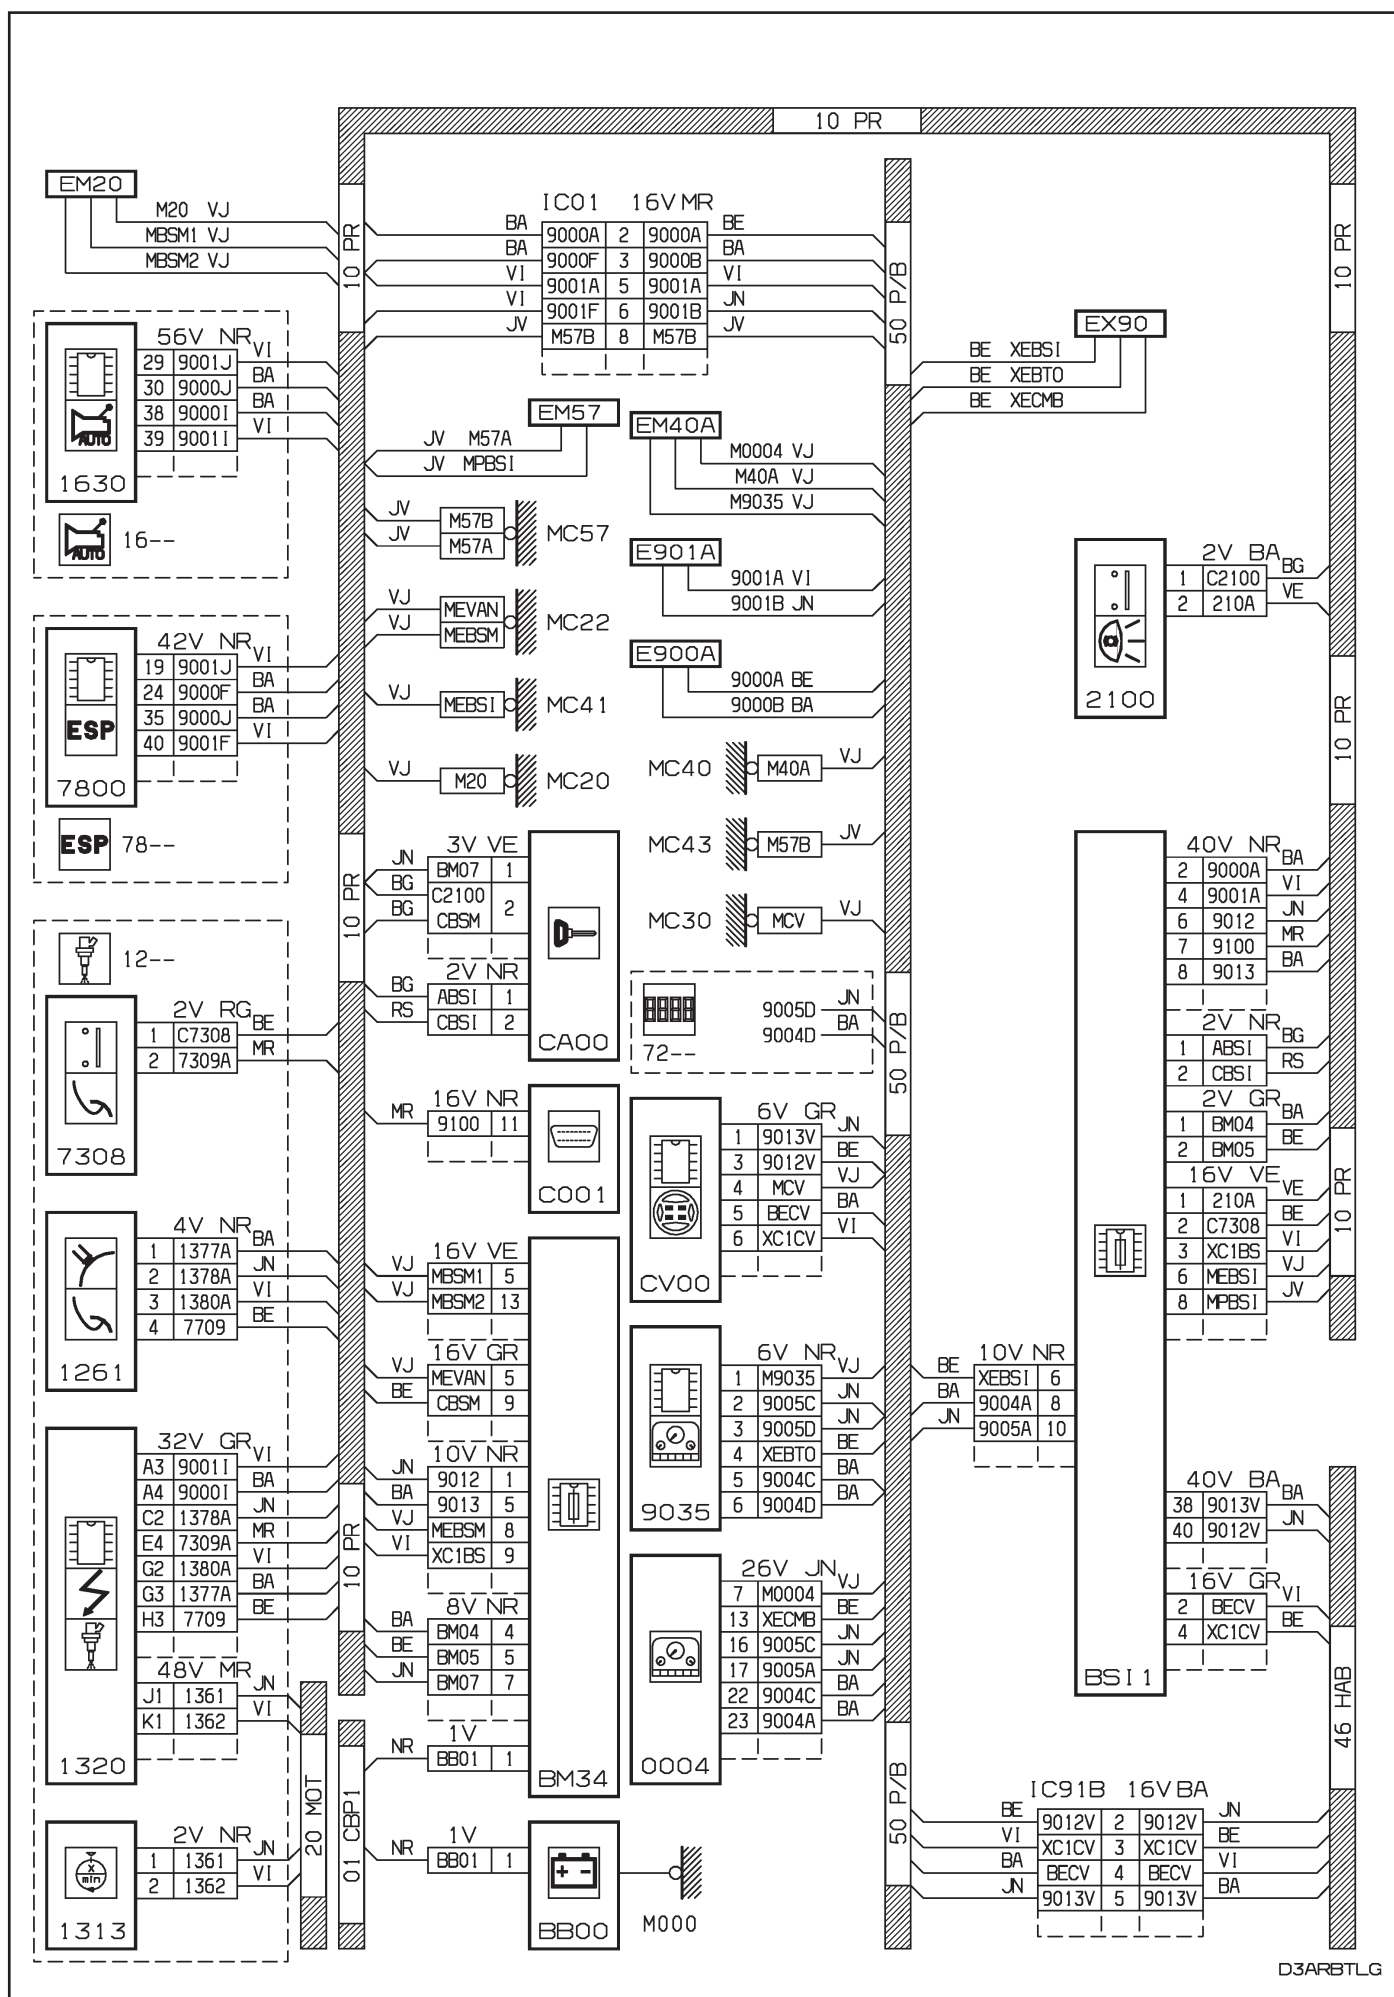 10 PR
EM20
M20 VJ
MBSM1 VJ
MBSM2 VJ
10 PR
IC01 16V MR
BA 9000A 2 9000A BE
BA 9000F 3 9000B BA
VI 9001A 5 9001A VI
VI 9001F 6 9001B JN
JV M57B 8 M57B JV
50 P/B
10 PR
EX90
BE XEBSI
BE XEBTO
BE XECMB
56V NR
29 9001J VI
30 9000J BA
38 9000I BA
39 9001I VI
AUTO
1630
AUTO
16--
EM57
JV M57A
JV MPBSI
EM40A
M0004 VJ
M40A VJ
M9035 VJ
JV M57B
JV M57A
MC57
E901A
9001A VI
9001B JN
2V BA
1 C2100 BG
2 210A VE
2100
VJ MEVAN
VJ MEBSM
MC22
42V NR
19 9001J VI
24 9000F BA
35 9000J BA
40 9001F VI
ESP
7800
ESP
78--
E900A
9000A BE
9000B BA
VJ MEBSI MC41
VJ M20 MC20
MC40 M40A VJ
MC43 M57B JV
MC30 MCV VJ
10 PR
10 PR
3V VE
JN BM07 1
BG C2100
2
BG CBSM
2V NR
BG ABSI 1
RS CBSI 2
CA00
9005D JN
9004D BA
72--
50 P/B
40V NR
2 9000A BA
4 9001A VI
6 9012 JN
7 9100 MR
8 9013 BA
2V NR
1 ABSI BG
2 CBSI RS
2V GR
1 BM04 BA
2 BM05 BE
16V VE
1 210A VE
2 C7308 BE
3 XC1BS VI
6 MEBSI VJ
8 MPBSI JV
10 PR
12--
2V RG
1 C7308 BE
2 7309A MR
7308
16V NR
MR 9100 11
C001
6V GR
1 9013V JN
3 9012V BE
4 MCV VJ
5 BECV BA
6 XC1CV VI
CV00
4V NR
1 1377A BA
2 1378A JN
3 1380A VI
4 7709 BE
1261
16V VE
VJ MBSM1 5
VJ MBSM2 13
16V GR
VJ MEVAN 5
BE CBSM 9
10V NR
JN 9012 1
BA 9013 5
VJ MEBSM 8
VI XC1BS 9
8V NR
BA BM04 4
BE BM05 5
JN BM07 7
1V
NR BB01 1
BM34
6V NR
1 M9035 VJ
2 9005C JN
3 9005D JN
4 XEBTO BE
5 9004C BA
6 9004D BA
9035
10V NR
BE XEBSI 6
BA 9004A 8
JN 9005A 10
40V BA
38 9013V BA
40 9012V JN
16V GR
2 BECV VI
4 XC1CV BE
BSI1
32V GR
A3 9001I VI
A4 9000I BA
C2 1378A JN
E4 7309A MR
G2 1380A VI
G3 1377A BA
H3 7709 BE
48V MR
J1 1361 JN
K1 1362 VI
1320
10 PR
26V JN
7 M0004 VJ
13 XECMB BE
16 9005C JN
17 9005A JN
22 9004C BA
23 9004A BA
0004
46 HAB
20 MOT
01 CBP1
50 P/B
2V NR
1 1361 JN
2 1362 VI
x
min
1313
1V
NR BB01 1
+ -
BB00
M000
IC91B 16V BA
BE 9012V 2 9012V JN
VI XC1CV 3 XC1CV BE
BA BECV 4 BECV VI
JN 9013V 5 9013V BA
D3ARBTLG